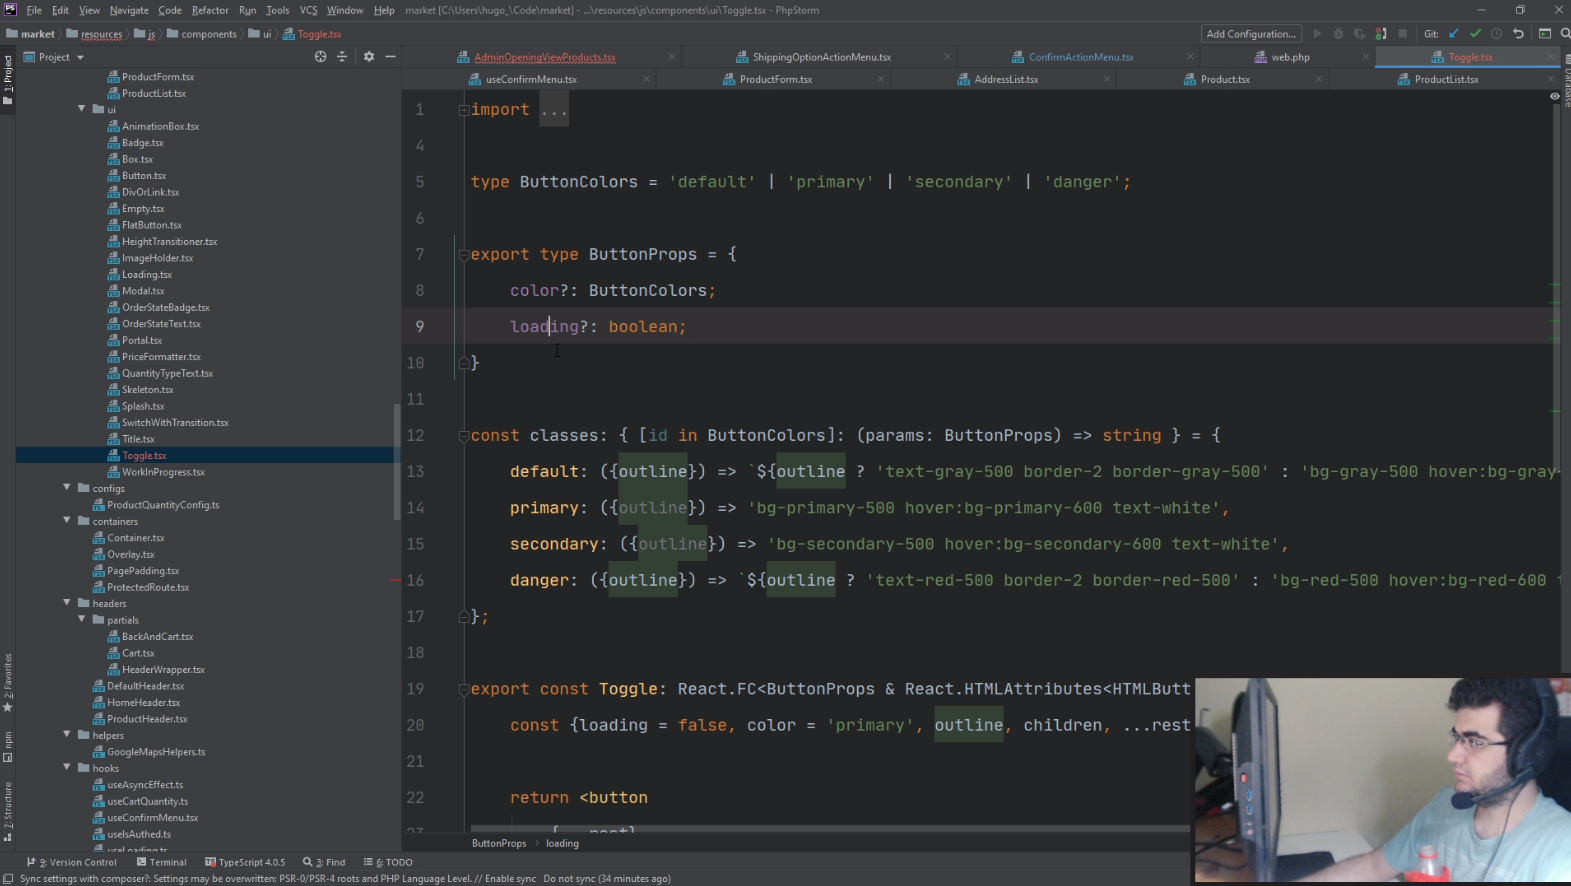 File Edit View Navigate Code Refactor Run Tools VCS Window Help market [C:\Users\hugo_\Code\market] - ...\resources\js\components\ui\Toggle.tsx - PhpStorm
market resources js components ui Toggle.tsx Add Configuration... Git:
Project
1: Project
AdminOpeningViewProducts.tsx ShippingOptionActionMenu.tsx ConfirmActionMenu.tsx web.php Toggle.tsx
useConfirmMenu.tsx ProductForm.tsx AddressList.tsx Product.tsx ProductList.tsx
Database
ProductForm.tsx
ProductList.tsx
ui
AnimationBox.tsx
Badge.tsx
Box.tsx
Button.tsx
DivOrLink.tsx
Empty.tsx
FlatButton.tsx
HeightTransitioner.tsx
ImageHolder.tsx
Loading.tsx
Modal.tsx
OrderStateBadge.tsx
OrderStateText.tsx
Portal.tsx
PriceFormatter.tsx
QuantityTypeText.tsx
Skeleton.tsx
Splash.tsx
SwitchWithTransition.tsx
Title.tsx
Toggle.tsx
WorkInProgress.tsx
configs
ProductQuantityConfig.ts
containers
Container.tsx
Overlay.tsx
PagePadding.tsx
ProtectedRoute.tsx
headers
partials
BackAndCart.tsx
Cart.tsx
HeaderWrapper.tsx
DefaultHeader.tsx
HomeHeader.tsx
ProductHeader.tsx
helpers
GoogleMapsHelpers.ts
hooks
useAsyncEffect.ts
useCartQuantity.ts
useConfirmMenu.tsx
useIsAuthed.ts
useLoading.ts
2: Favorites
npm
7: Structure
1 import ...
4
5 type ButtonColors = 'default' | 'primary' | 'secondary' | 'danger';
6
7 export type ButtonProps = {
8 color?: ButtonColors;
9 loading?: boolean;
10 }
11
12 const classes: { [id in ButtonColors]: (params: ButtonProps) => string } = {
13 default: ({outline}) => `${outline ? 'text-gray-500 border-2 border-gray-500' : 'bg-gray-500 hover:bg-gray-
14 primary: ({outline}) => 'bg-primary-500 hover:bg-primary-600 text-white',
15 secondary: ({outline}) => 'bg-secondary-500 hover:bg-secondary-600 text-white',
16 danger: ({outline}) => `${outline ? 'text-red-500 border-2 border-red-500' : 'bg-red-500 hover:bg-red-600 t
17 };
18
19 export const Toggle: React.FC<ButtonProps & React.HTMLAttributes<HTMLButt
20 const {loading = false, color = 'primary', outline, children, ...rest
21
22 return <button
23 {...rest}
ButtonProps loading
9: Version Control Terminal TypeScript 4.0.5 3: Find 6: TODO
Sync settings with composer?: Settings may be overwritten: PSR-0/PSR-4 roots and PHP Language Level. // Enable sync Do not sync (34 minutes ago)